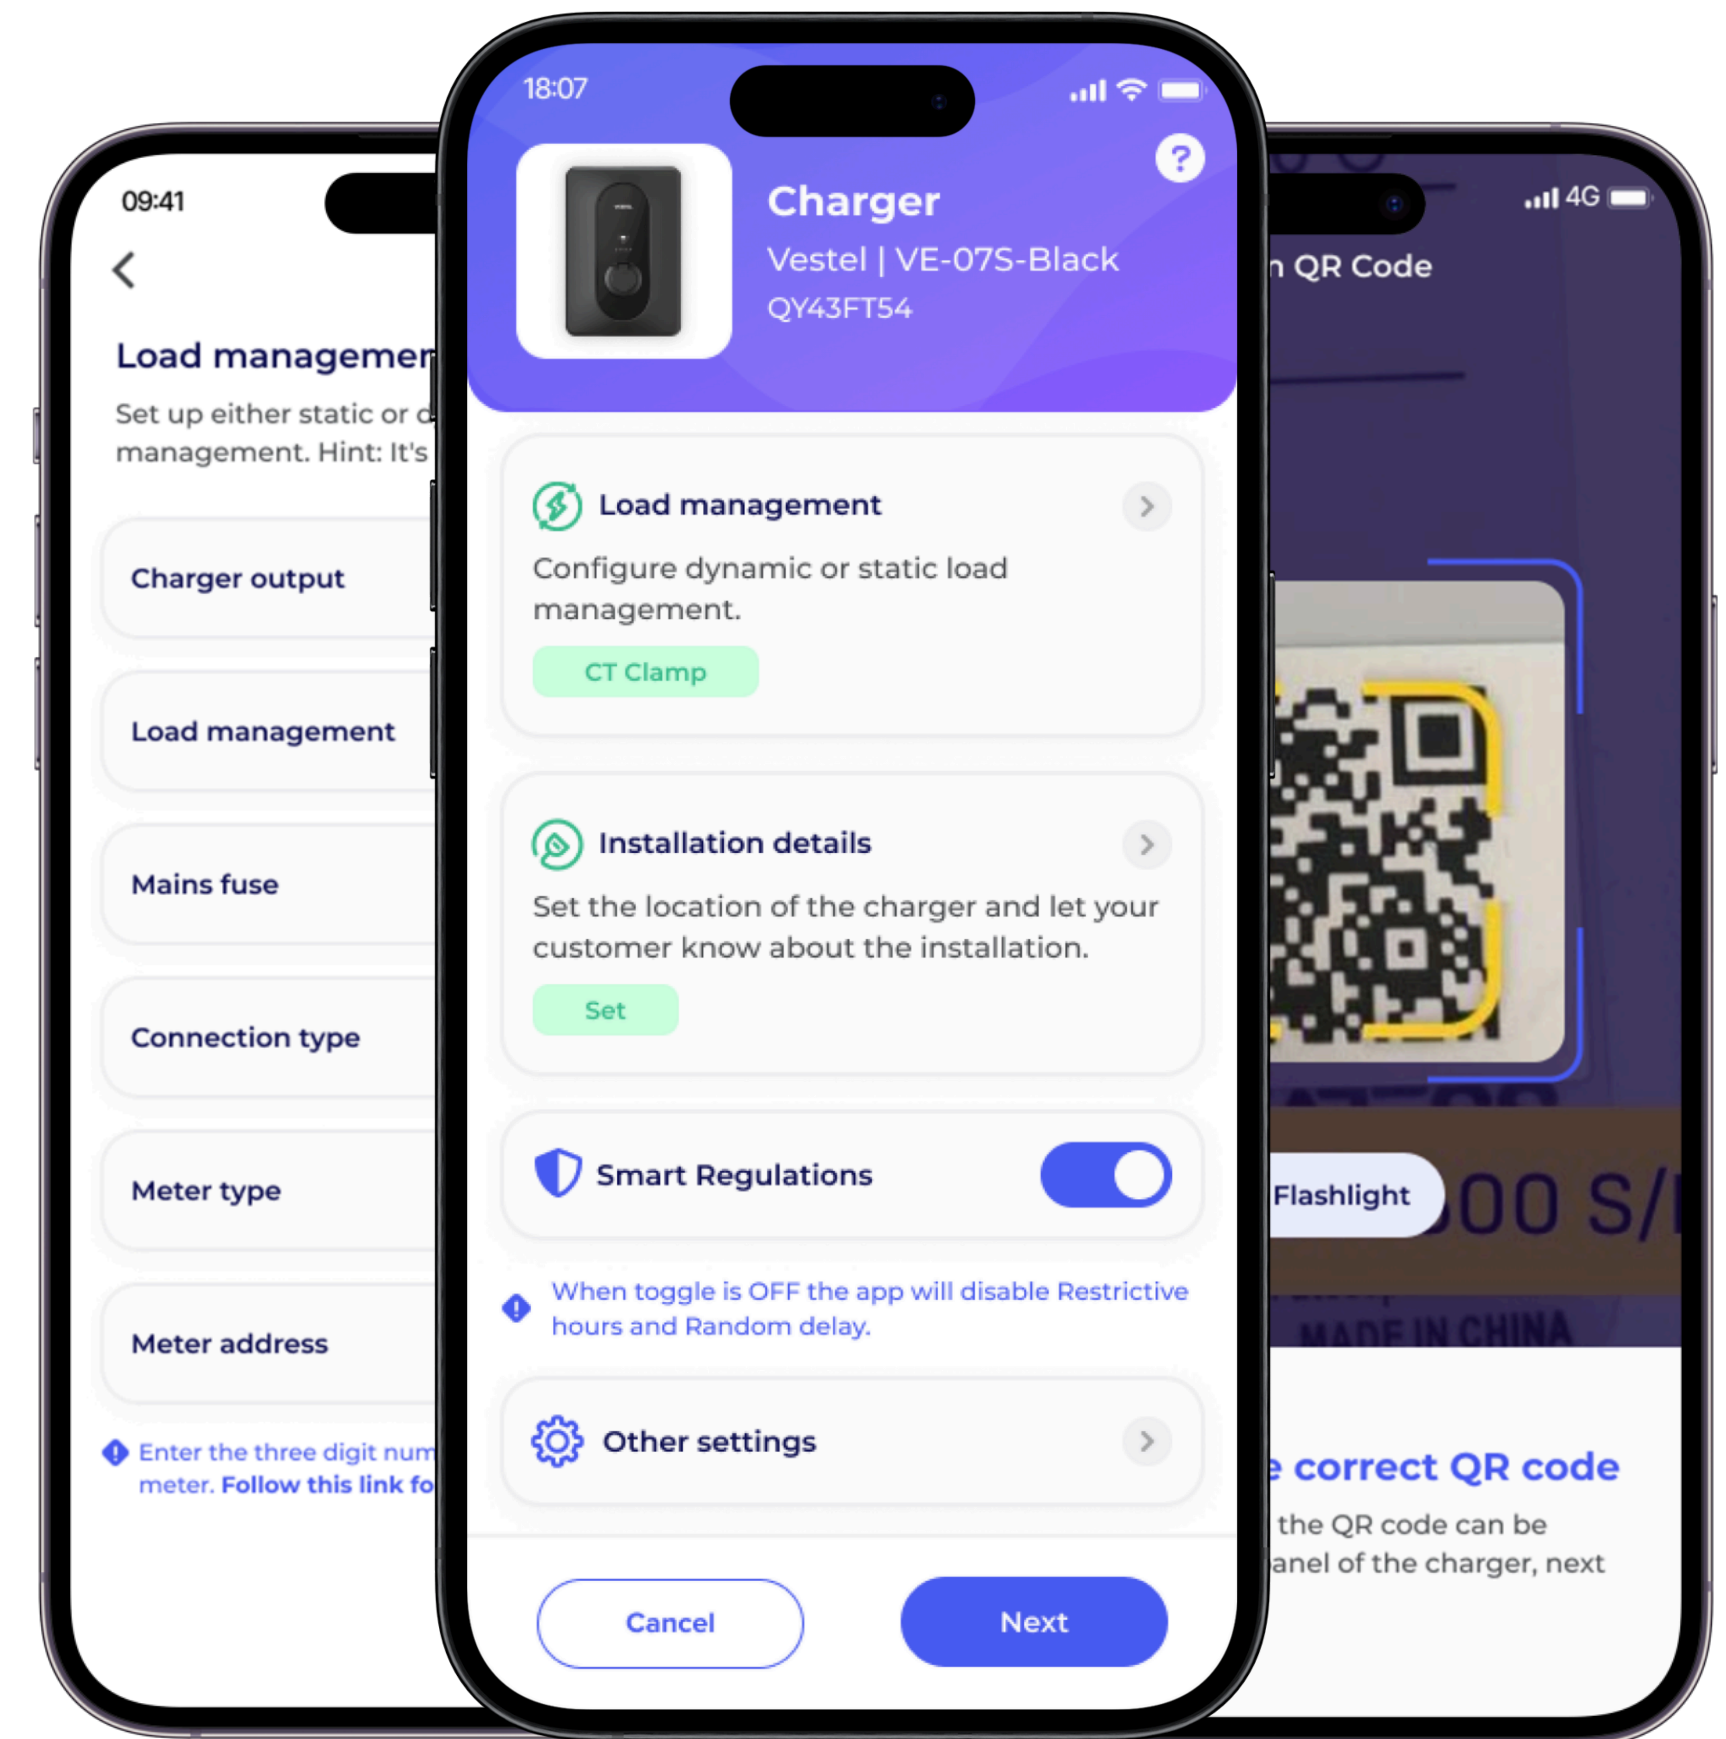 09:41
Load managemen
Set up either static or d
management. Hint: It's
Charger output
Load management
Mains fuse
Connection type
Meter type
Meter address
Enter the three digit num
meter. Follow this link fo
18:07
?
Charger
Vestel | VE-07S-Black
QY43FT54
Load management
Configure dynamic or static load
management.
CT Clamp
Installation details
Set the location of the charger and let your
customer know about the installation.
Set
Smart Regulations
When toggle is OFF the app will disable Restrictive
hours and Random delay.
Other settings
Cancel
Next
4G
n QR Code
Flashlight
00 S/
MADE IN CHINA
e correct QR code
the QR code can be
anel of the charger, next